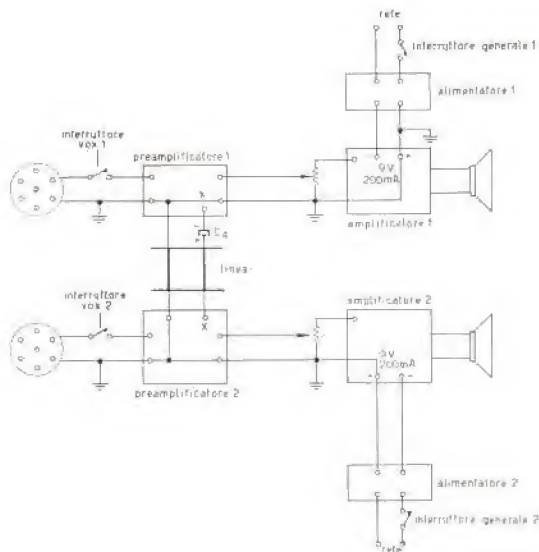 rete
interruttore generale 1
alimentatore 1
interruttore
vox 1
preamplificatore 1
x
9V
200mA
amplificatore 1
C4
linea
interruttore
vox 2
amplificatore 2
X
9V
200mA
preamplificatore 2
alimentatore 2
interruttore generale 2
rete